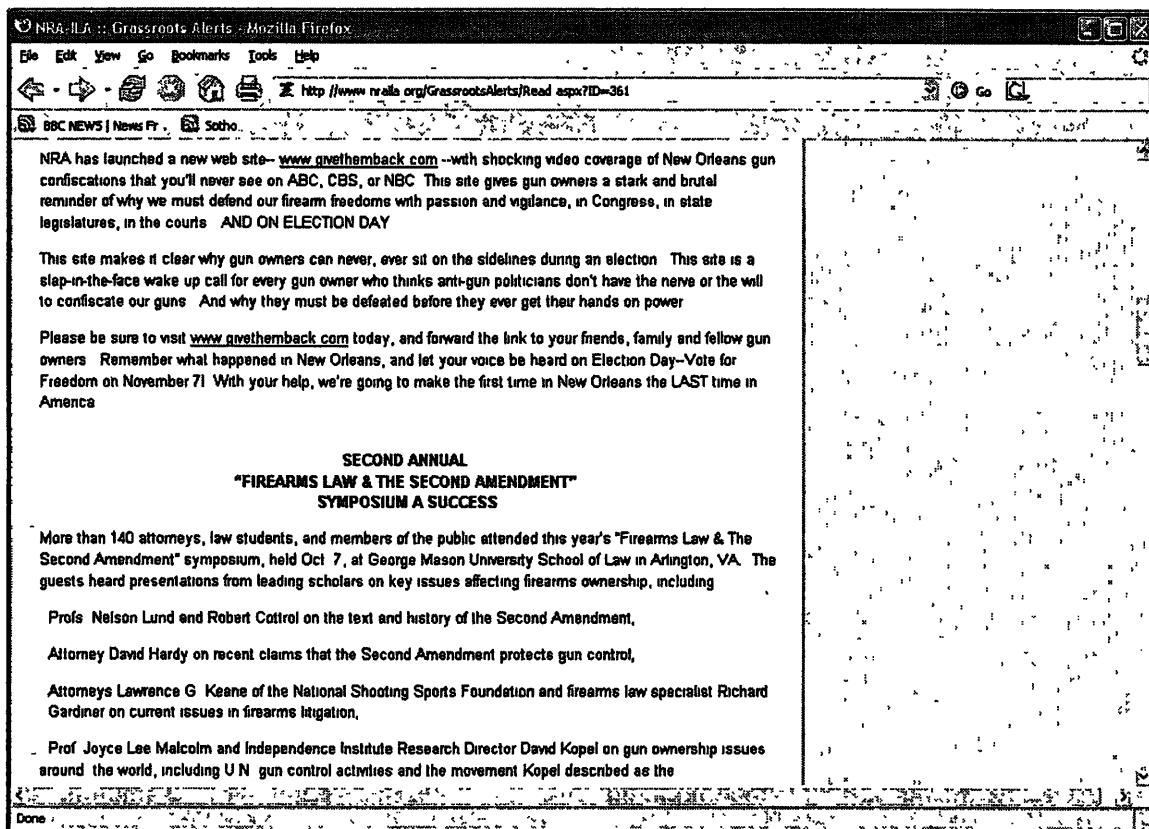 NRA-ILA :: Grassroots Alerts - Mozilla Firefox
File Edit View Go Bookmarks Tools Help
http //www nraila org/GrassrootsAlerts/Read aspx?ID=361 Go
BBC NEWS | News Fr . Sotho
NRA has launched a new web site-- www givethemback com --with shocking video coverage of New Orleans gun
confiscations that you'll never see on ABC, CBS, or NBC This site gives gun owners a stark and brutal
reminder of why we must defend our firearm freedoms with passion and vigilance, in Congress, in state
legislatures, in the courts AND ON ELECTION DAY
This site makes it clear why gun owners can never, ever sit on the sidelines during an election This site is a
slap-in-the-face wake up call for every gun owner who thinks anti-gun politicians don't have the nerve or the will
to confiscate our guns And why they must be defeated before they ever get their hands on power
Please be sure to visit www givethemback com today, and forward the link to your friends, family and fellow gun
owners Remember what happened in New Orleans, and let your voice be heard on Election Day--Vote for
Freedom on November 7! With your help, we're going to make the first time in New Orleans the LAST time in
America
SECOND ANNUAL
"FIREARMS LAW & THE SECOND AMENDMENT"
SYMPOSIUM A SUCCESS
More than 140 attorneys, law students, and members of the public attended this year's "Firearms Law & The
Second Amendment" symposium, held Oct 7, at George Mason University School of Law in Arlington, VA The
guests heard presentations from leading scholars on key issues affecting firearms ownership, including
Profs Nelson Lund and Robert Cottrol on the text and history of the Second Amendment,
Attorney David Hardy on recent claims that the Second Amendment protects gun control,
Attorneys Lawrence G Keane of the National Shooting Sports Foundation and firearms law specialist Richard
Gardiner on current issues in firearms litigation,
Prof Joyce Lee Malcolm and Independence Institute Research Director David Kopel on gun ownership issues
around the world, including U N gun control activities and the movement Kopel described as the
Done